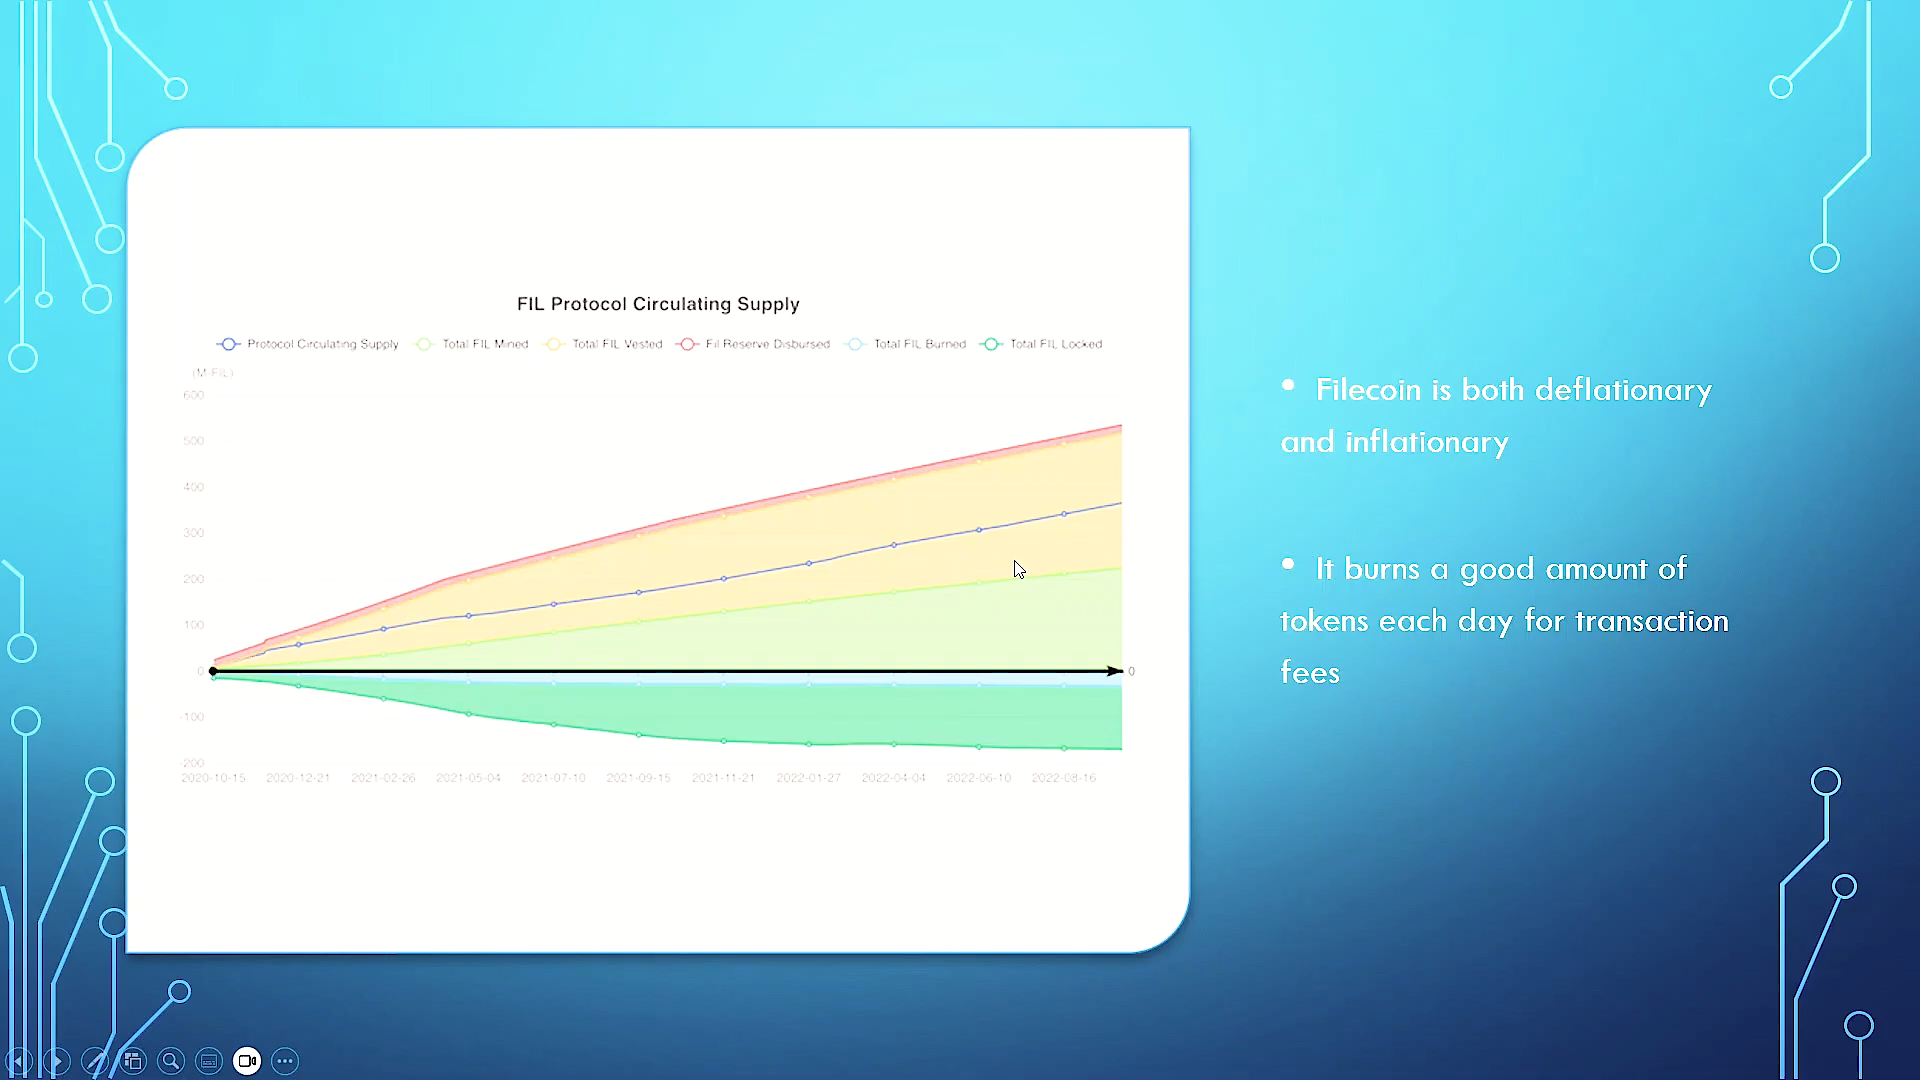 FIL Protocol Circulating Supply
Protocol Circulating Supply Total FIL Mined Total FIL Vested Fil Reserve Disbursed Total FIL Burned Total FIL Locked
(M FIL)
600
500
400
300
200
100
0 0
-100
-200
2020-10-15 2020-12-21 2021-02-26 2021-05-04 2021-07-10 2021-09-15 2021-11-21 2022-01-27 2022-04-04 2022-06-10 2022-08-16
• Filecoin is both deflationary
and inflationary
• It burns a good amount of
tokens each day for transaction
fees